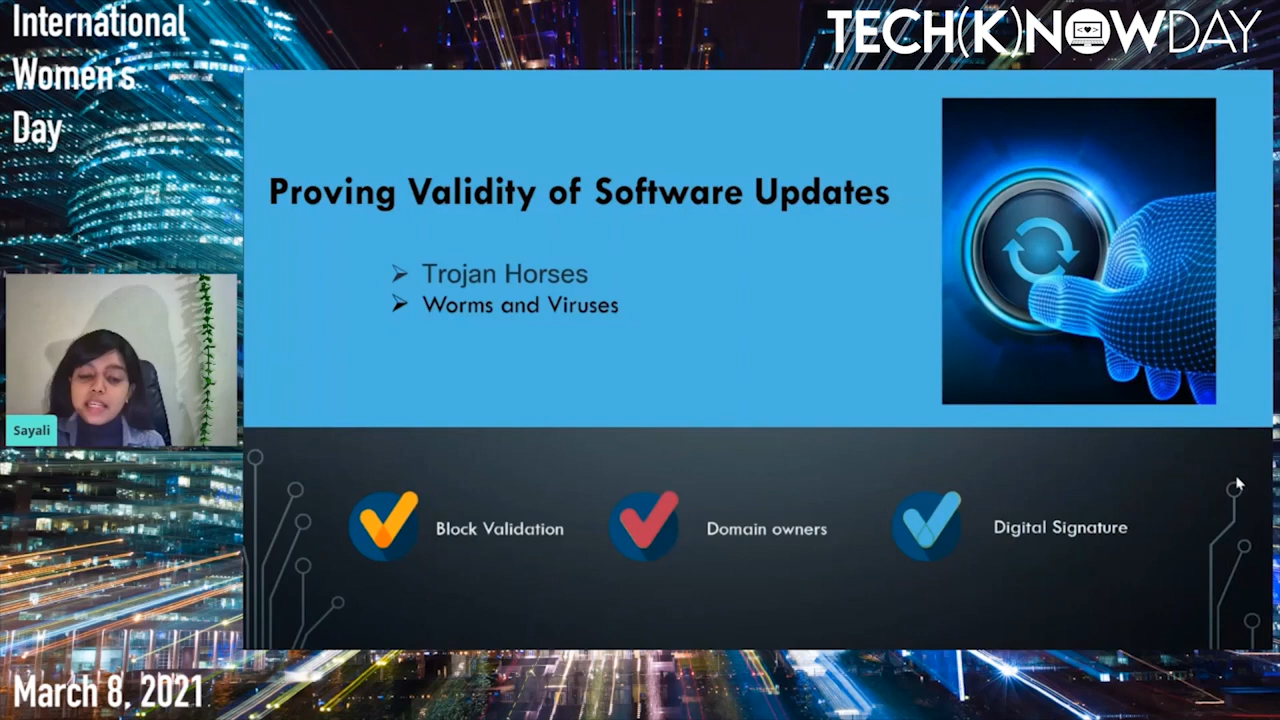 International
Women's
Day
TECH(K)NOWDAY
Proving Validity of Software Updates
Trojan Horses
Worms and Viruses
Sayali
Block Validation
Domain owners
Digital Signature
March 8, 2021